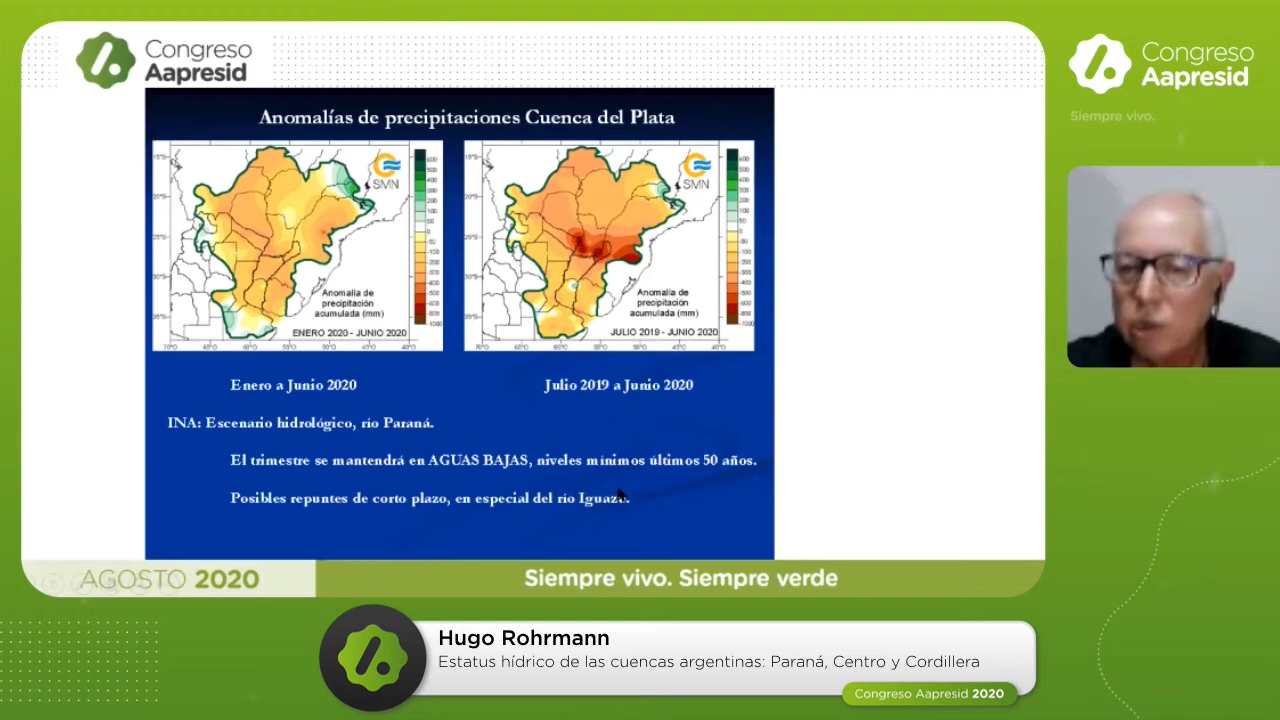 Congreso
Aapresid
Congreso
Aapresid
Siempre vivo.
Anomalías de precipitaciones Cuenca del Plata
SMN
Anomalía de
precipitación
acumulada (mm)
ENERO 2020 - JUNIO 2020
SMN
Anomalía de
precipitación
acumulada (mm)
JULIO 2019 - JUNIO 2020
Enero a Junio 2020
Julio 2019 a Junio 2020
INA: Escenario hidrológico, río Paraná.
El trimestre se mantendrá en AGUAS BAJAS, niveles mínimos últimos 50 años.
Posibles repuntes de corto plazo, en especial del río Iguazú.
AGOSTO 2020
Siempre vivo. Siempre verde
Hugo Rohrmann
Estatus hídrico de las cuencas argentinas: Paraná, Centro y Cordillera
Congreso Aapresid 2020